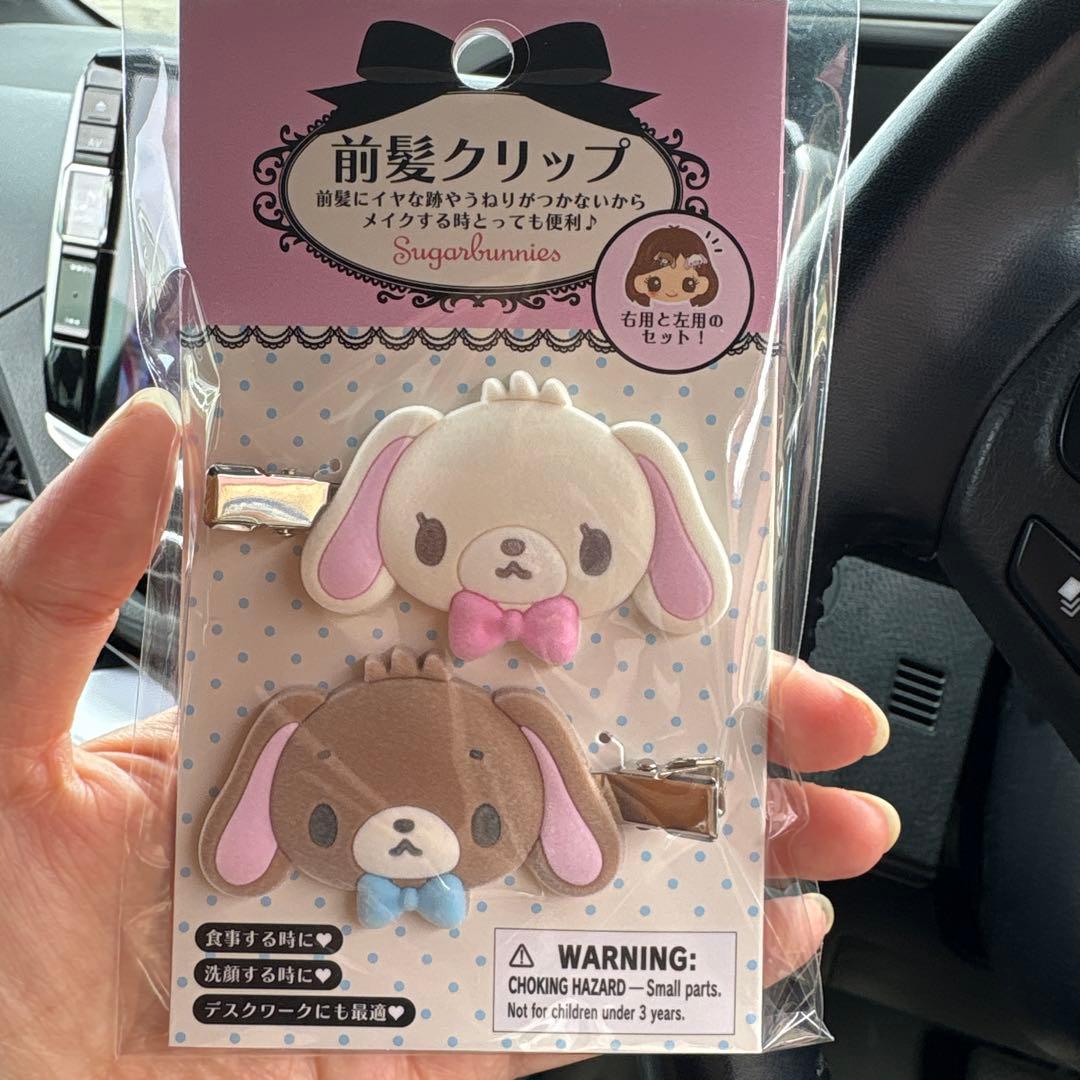 前髪クリップ
前髪にイヤな跡やうねりがつかないから
メイクする時とっても便利♪
Sugarbunnies
右用と左用の
セット！
食事する時に♥
洗顔する時に♥
デスクワークにも最適♥
⚠ WARNING:
CHOKING HAZARD — Small parts.
Not for children under 3 years.
AV